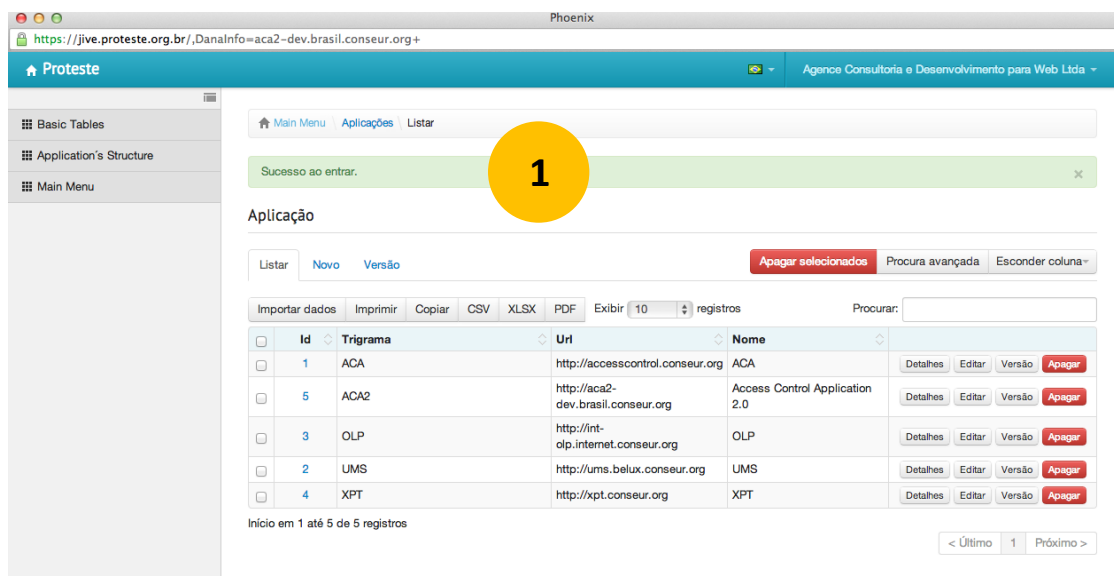 Phoenix
https://jive.proteste.org.br/,DanaInfo=aca2-dev.brasil.conseur.org+
Proteste
Agence Consultoria e Desenvolvimento para Web Ltda
Basic Tables
Application´s Structure
Main Menu
Main Menu \ Aplicações \ Listar
Sucesso ao entrar.
1
×
Aplicação
Listar Novo Versão
Apagar selecionados Procura avançada Esconder coluna
Importar dados Imprimir Copiar CSV XLSX PDF Exibir 10 registros Procurar:
Id Trigrama Url Nome
1 ACA http://accesscontrol.conseur.org ACA Detalhes Editar Versão Apagar
5 ACA2 http://aca2- Access Control Application Detalhes Editar Versão Apagar
dev.brasil.conseur.org 2.0
3 OLP http://int- OLP Detalhes Editar Versão Apagar
olp.internet.conseur.org
2 UMS http://ums.belux.conseur.org UMS Detalhes Editar Versão Apagar
4 XPT http://xpt.conseur.org XPT Detalhes Editar Versão Apagar
Início em 1 até 5 de 5 registros
< Último 1 Próximo >